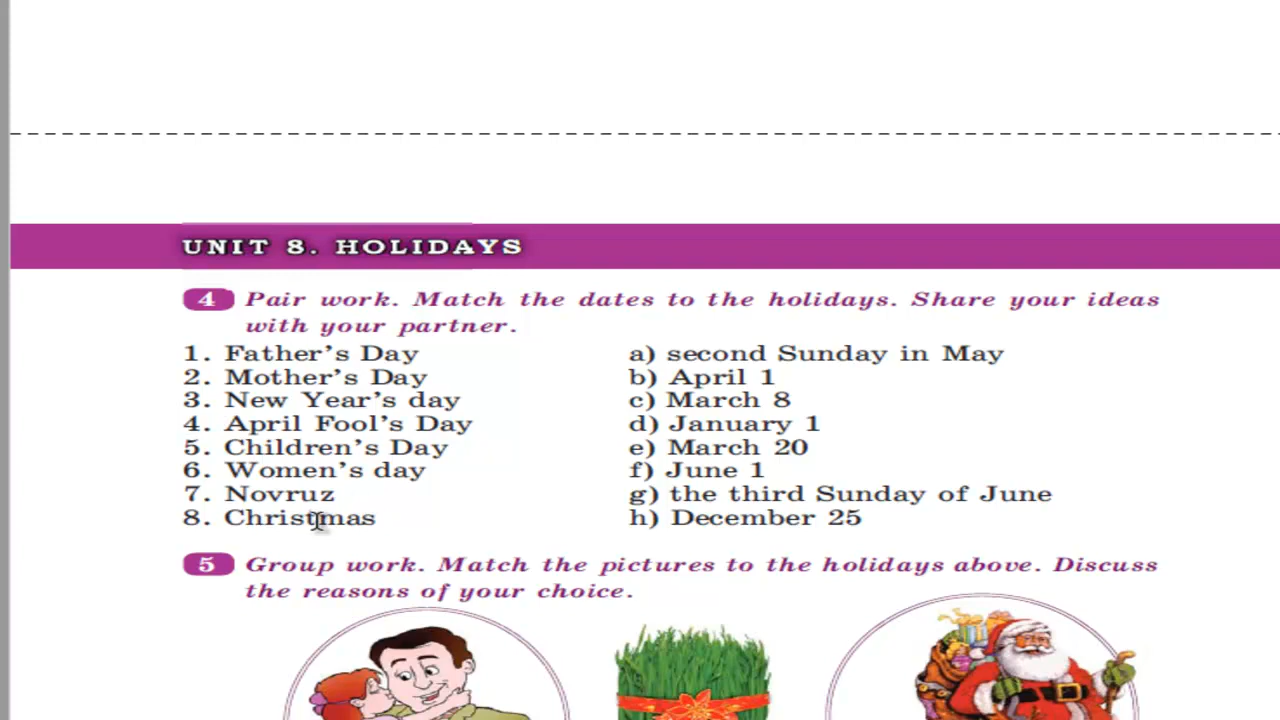 UNIT 8. HOLIDAYS
4 Pair work. Match the dates to the holidays. Share your ideas
with your partner.
1. Father's Day
2. Mother's Day
3. New Year's day
4. April Fool's Day
5. Children's Day
6. Women's day
7. Novruz
8. Christmas
a) second Sunday in May
b) April 1
c) March 8
d) January 1
e) March 20
f) June 1
g) the third Sunday of June
h) December 25
5 Group work. Match the pictures to the holidays above. Discuss
the reasons of your choice.